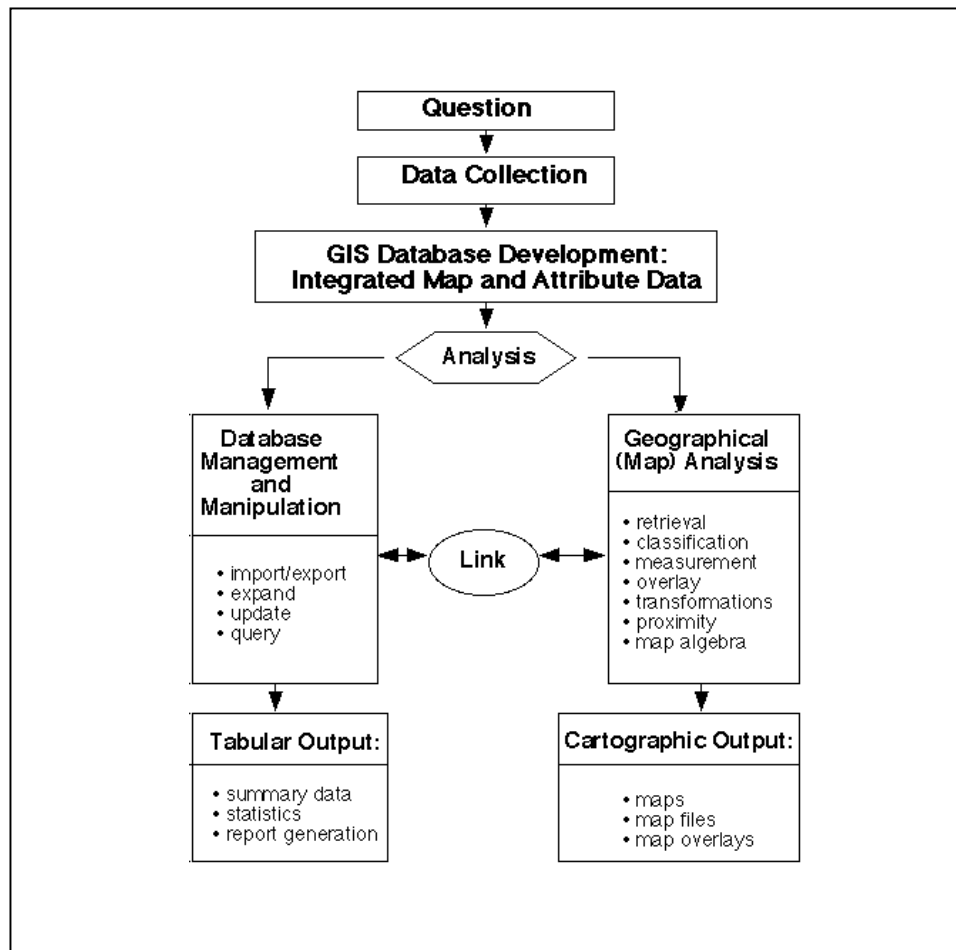 Question
Data Collection
GIS Database Development:
Integrated Map and Attribute Data
Analysis
Database
Management
and
Manipulation
• import/export
• expand
• update
• query
Link
Geographical
(Map) Analysis
• retrieval
• classification
• measurement
• overlay
• transformations
• proximity
• map algebra
Tabular Output:
• summary data
• statistics
• report generation
Cartographic Output:
• maps
• map files
• map overlays